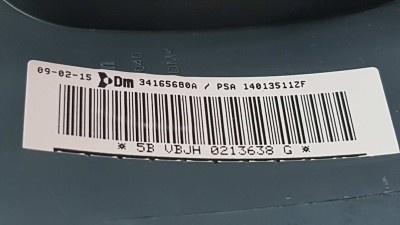 09-02-15 Dm 34165680A / PSA 14013511ZF
* 5B VBJH 0213638 G *